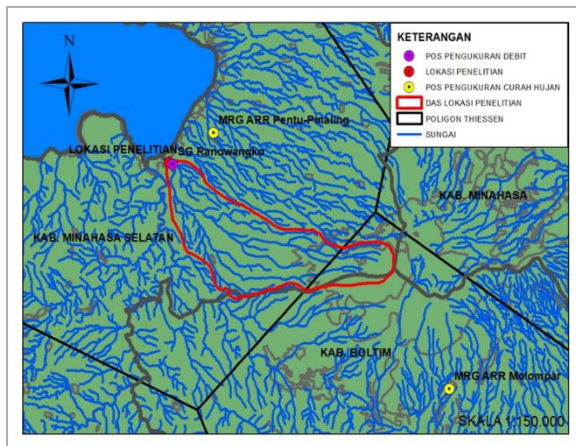 N
KETERANGAN
POS PENGUKURAN DEBIT
LOKASI PENELITIAN
POS PENGUKURAN CURAH HUJAN
DAS LOKASI PENELITIAN
POLIGON THIESSEN
SUNGAI
MRG ARR Pentu-Pinaling
LOKASI PENELITIAN SG Ranowangko
KAB. MINAHASA
KAB. MINAHASA SELATAN
KAB. BOLTIM
MRG ARR Molompar
SKALA 1:150.000